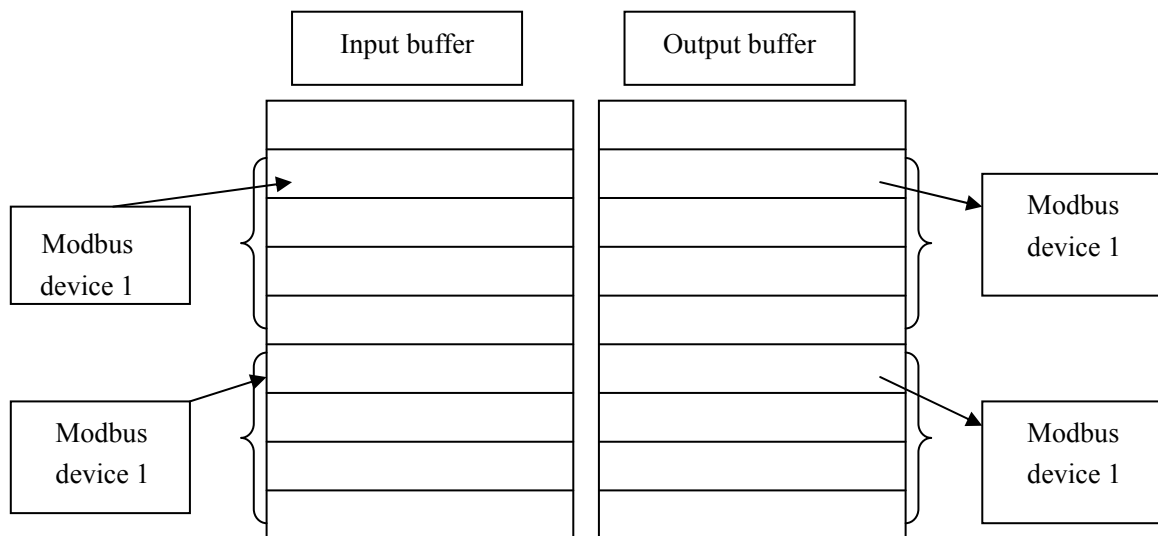 Input buffer
Output buffer
Modbus
device 1
Modbus
device 1
Modbus
device 1
Modbus
device 1